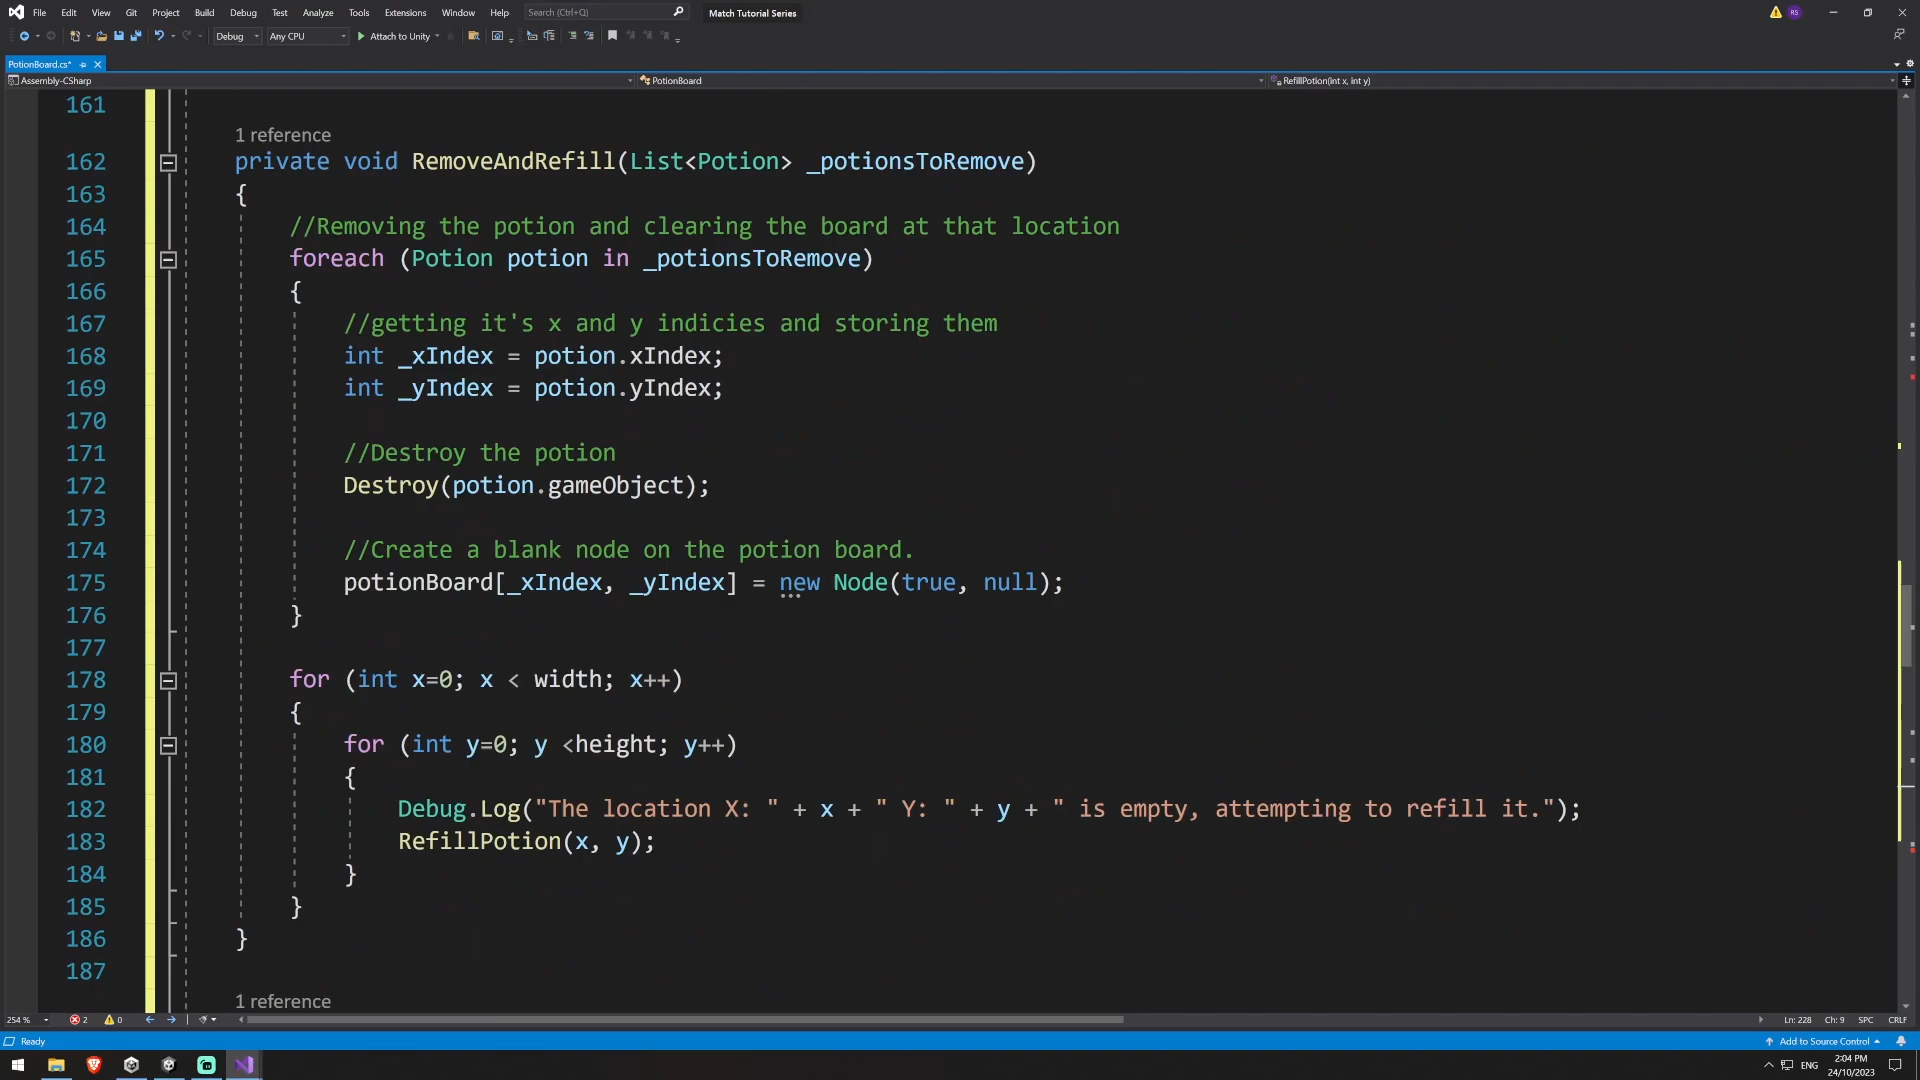 File Edit View Git Project Build Debug Test Analyze Tools Extensions Window Help Search (Ctrl+Q) Match Tutorial Series RS
Debug Any CPU Attach to Unity
PotionBoard.cs*
Assembly-CSharp PotionBoard RefillPotion(int x, int y)
161
1 reference
162 private void RemoveAndRefill(List<Potion> _potionsToRemove)
163 {
164 //Removing the potion and clearing the board at that location
165 foreach (Potion potion in _potionsToRemove)
166 {
167 //getting it's x and y indicies and storing them
168 int _xIndex = potion.xIndex;
169 int _yIndex = potion.yIndex;
170
171 //Destroy the potion
172 Destroy(potion.gameObject);
173
174 //Create a blank node on the potion board.
175 potionBoard[_xIndex, _yIndex] = new Node(true, null);
176 }
177
178 for (int x=0; x < width; x++)
179 {
180 for (int y=0; y <height; y++)
181 {
182 Debug.Log("The location X: " + x + " Y: " + y + " is empty, attempting to refill it.");
183 RefillPotion(x, y);
184 }
185 }
186 }
187
1 reference
254 % 2 0 Ln: 228 Ch: 9 SPC CRLF
Ready Add to Source Control
ENG 2:04 PM
24/10/2023